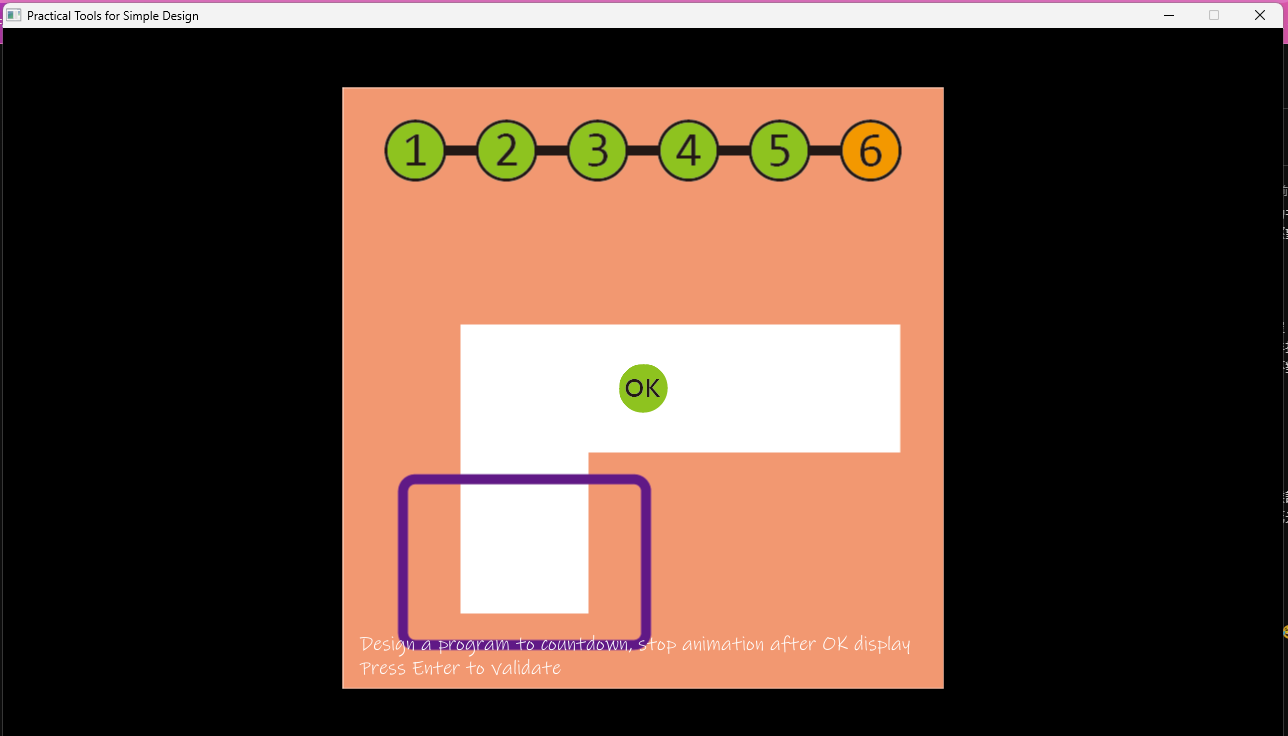 Practical Tools for Simple Design
1 2 3 4 5 6
OK
Design a program to countdown, stop animation after OK display
Press Enter to Validate